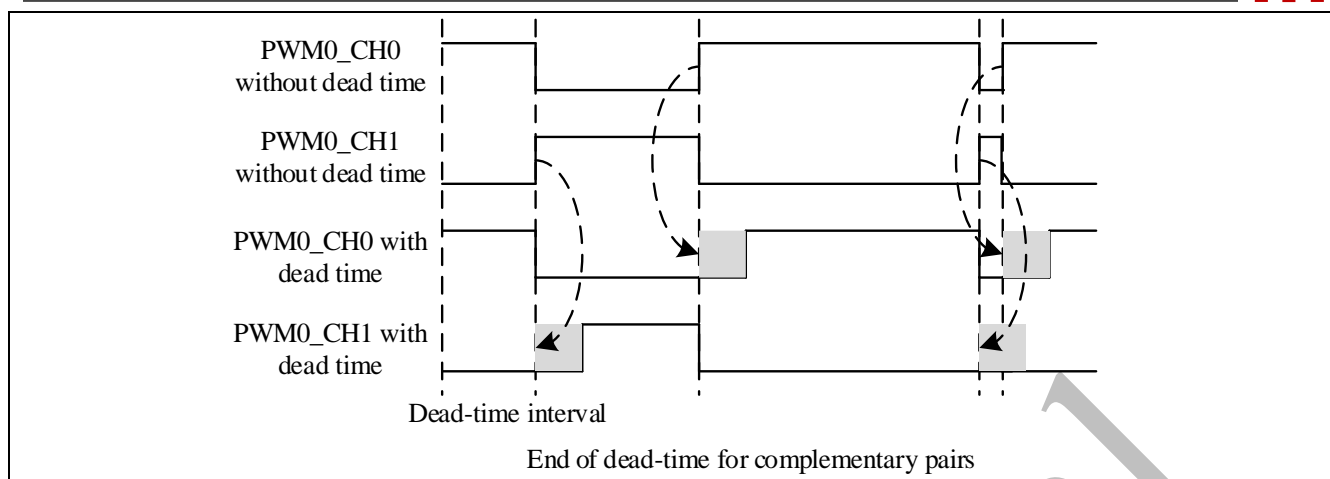 PWM0_CH0
without dead time
PWM0_CH1
without dead time
PWM0_CH0 with
dead time
PWM0_CH1 with
dead time
Dead-time interval
End of dead-time for complementary pairs